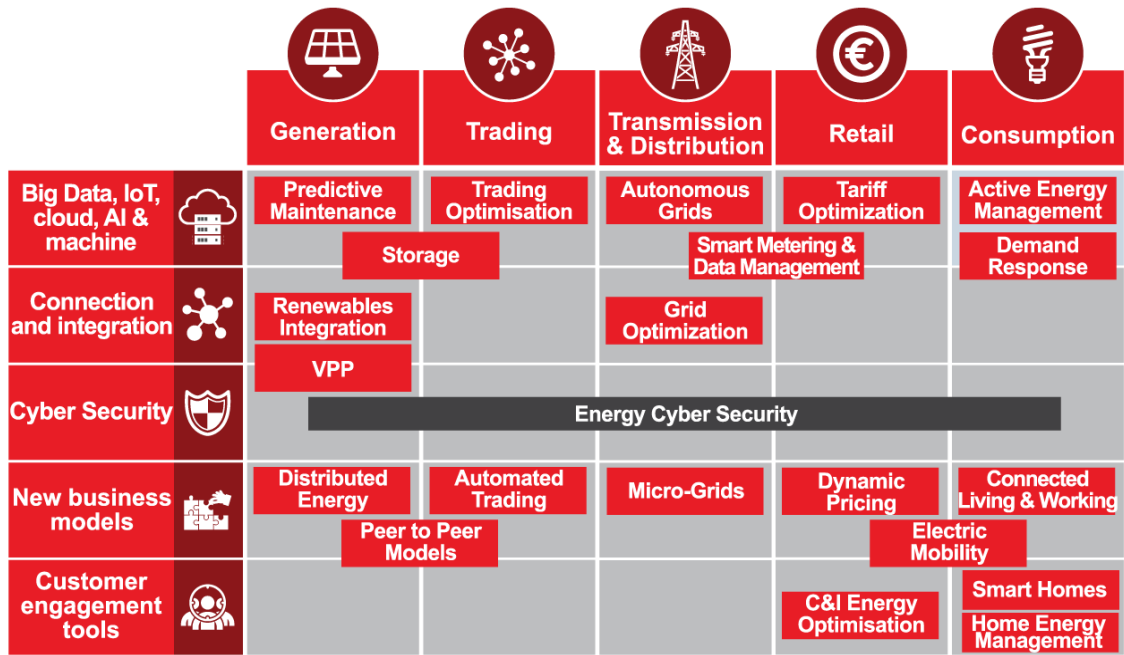 Generation
Trading
Transmission
& Distribution
Retail
Consumption
Big Data, IoT,
cloud, AI &
machine
Predictive
Maintenance
Trading
Optimisation
Autonomous
Grids
Tariff
Optimization
Active Energy
Management
Storage
Smart Metering &
Data Management
Demand
Response
Connection
and integration
Renewables
Integration
Grid
Optimization
VPP
Cyber Security
Energy Cyber Security
New business
models
Distributed
Energy
Automated
Trading
Micro-Grids
Dynamic
Pricing
Connected
Living & Working
Peer to Peer
Models
Electric
Mobility
Customer
engagement
tools
C&I Energy
Optimisation
Smart Homes
Home Energy
Management